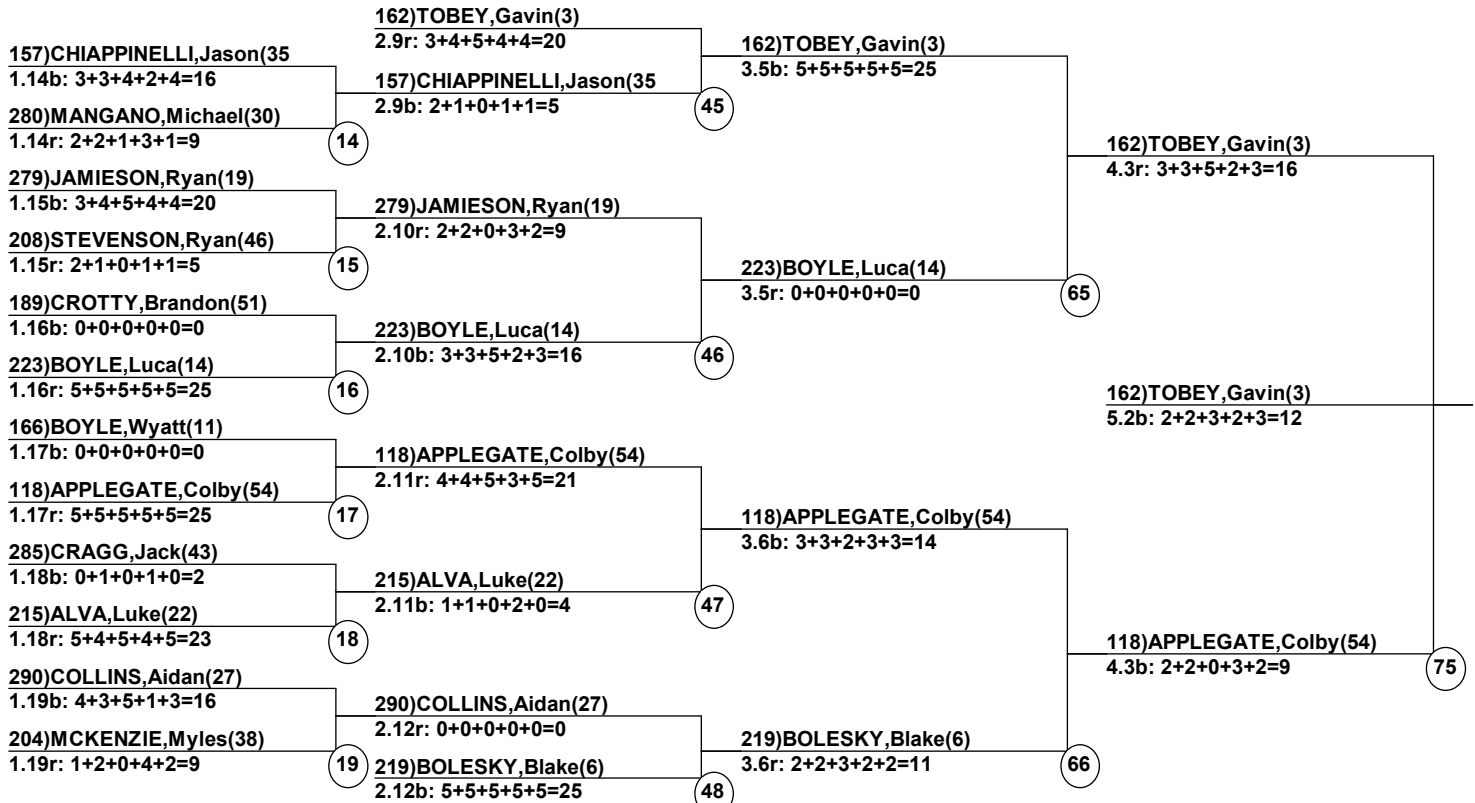 157)CHIAPPINELLI,Jason(35
1.14b: 3+3+4+2+4=16
280)MANGANO,Michael(30)
1.14r: 2+2+1+3+1=9
14
279)JAMIESON,Ryan(19)
1.15b: 3+4+5+4+4=20
208)STEVENSON,Ryan(46)
1.15r: 2+1+0+1+1=5
15
189)CROTTY,Brandon(51)
1.16b: 0+0+0+0+0=0
223)BOYLE,Luca(14)
1.16r: 5+5+5+5+5=25
16
166)BOYLE,Wyatt(11)
1.17b: 0+0+0+0+0=0
118)APPLEGATE,Colby(54)
1.17r: 5+5+5+5+5=25
17
285)CRAGG,Jack(43)
1.18b: 0+1+0+1+0=2
215)ALVA,Luke(22)
1.18r: 5+4+5+4+5=23
18
290)COLLINS,Aidan(27)
1.19b: 4+3+5+1+3=16
204)MCKENZIE,Myles(38)
1.19r: 1+2+0+4+2=9
19
162)TOBEY,Gavin(3)
2.9r: 3+4+5+4+4=20
157)CHIAPPINELLI,Jason(35
2.9b: 2+1+0+1+1=5
45
279)JAMIESON,Ryan(19)
2.10r: 2+2+0+3+2=9
223)BOYLE,Luca(14)
2.10b: 3+3+5+2+3=16
46
118)APPLEGATE,Colby(54)
2.11r: 4+4+5+3+5=21
215)ALVA,Luke(22)
2.11b: 1+1+0+2+0=4
47
290)COLLINS,Aidan(27)
2.12r: 0+0+0+0+0=0
219)BOLESKY,Blake(6)
2.12b: 5+5+5+5+5=25
48
162)TOBEY,Gavin(3)
3.5b: 5+5+5+5+5=25
223)BOYLE,Luca(14)
3.5r: 0+0+0+0+0=0
65
118)APPLEGATE,Colby(54)
3.6b: 3+3+2+3+3=14
219)BOLESKY,Blake(6)
3.6r: 2+2+3+2+2=11
66
162)TOBEY,Gavin(3)
4.3r: 3+3+5+2+3=16
118)APPLEGATE,Colby(54)
4.3b: 2+2+0+3+2=9
75
162)TOBEY,Gavin(3)
5.2b: 2+2+3+2+3=12